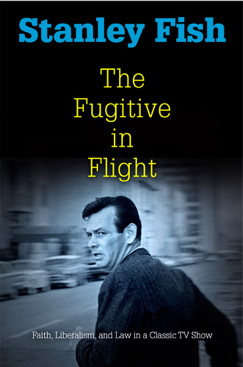 Stanley Fish
The
Fugitive
in
Flight
Faith, Liberalism, and Law in a Classic TV Show